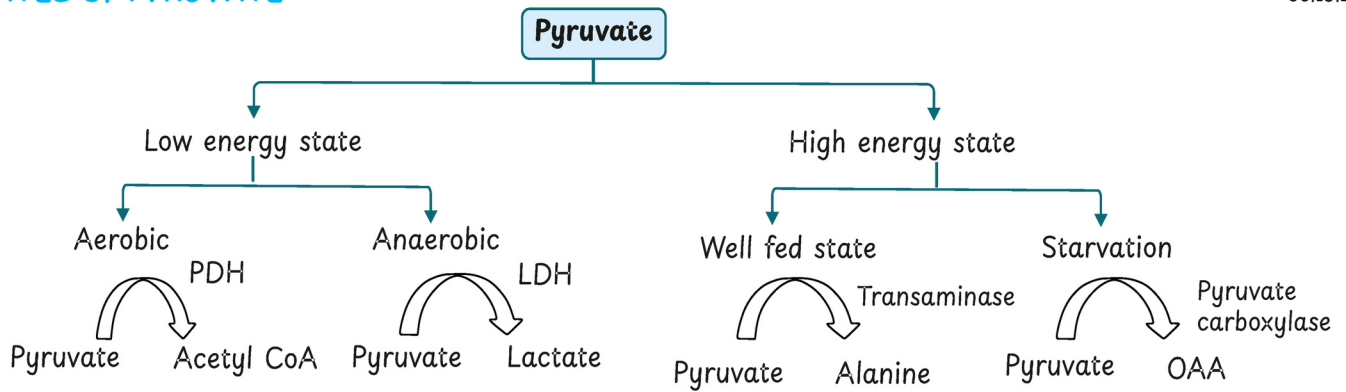 Pyruvate
Low energy state
High energy state
Aerobic
Anaerobic
Well fed state
Starvation
PDH
LDH
Transaminase
Pyruvate
carboxylase
Pyruvate
Acetyl CoA
Pyruvate
Lactate
Pyruvate
Alanine
Pyruvate
OAA